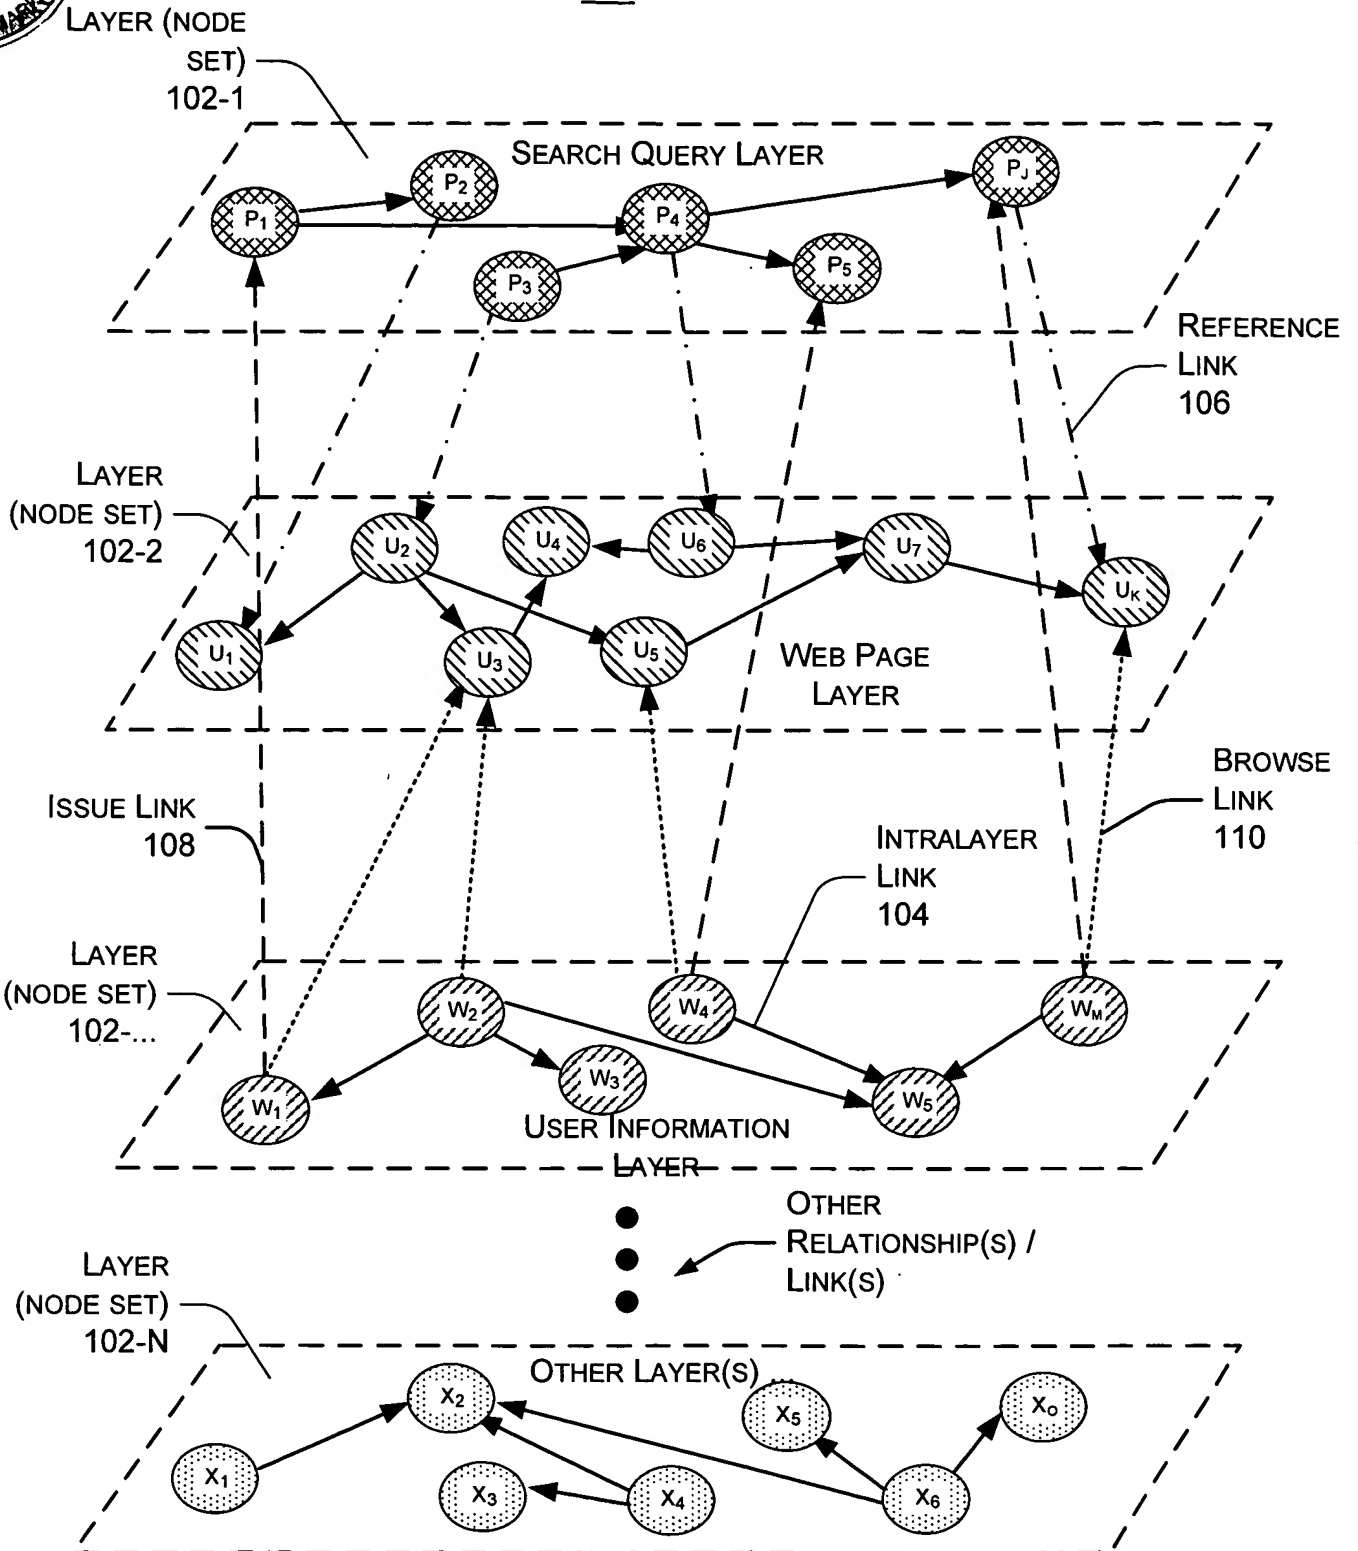 MARK
LAYER (NODE
SET)
102-1
SEARCH QUERY LAYER
P1
P2
P3
P4
P5
PJ
REFERENCE
LINK
106
LAYER
(NODE SET)
102-2
U1
U2
U3
U4
U5
U6
U7
UK
WEB PAGE
LAYER
ISSUE LINK
108
BROWSE
LINK
110
INTRALAYER
LINK
104
LAYER
(NODE SET)
102-...
W1
W2
W3
W4
W5
WM
USER INFORMATION
LAYER
OTHER
RELATIONSHIP(S) /
LINK(S)
LAYER
(NODE SET)
102-N
OTHER LAYER(S) ...
X1
X2
X3
X4
X5
X6
XO